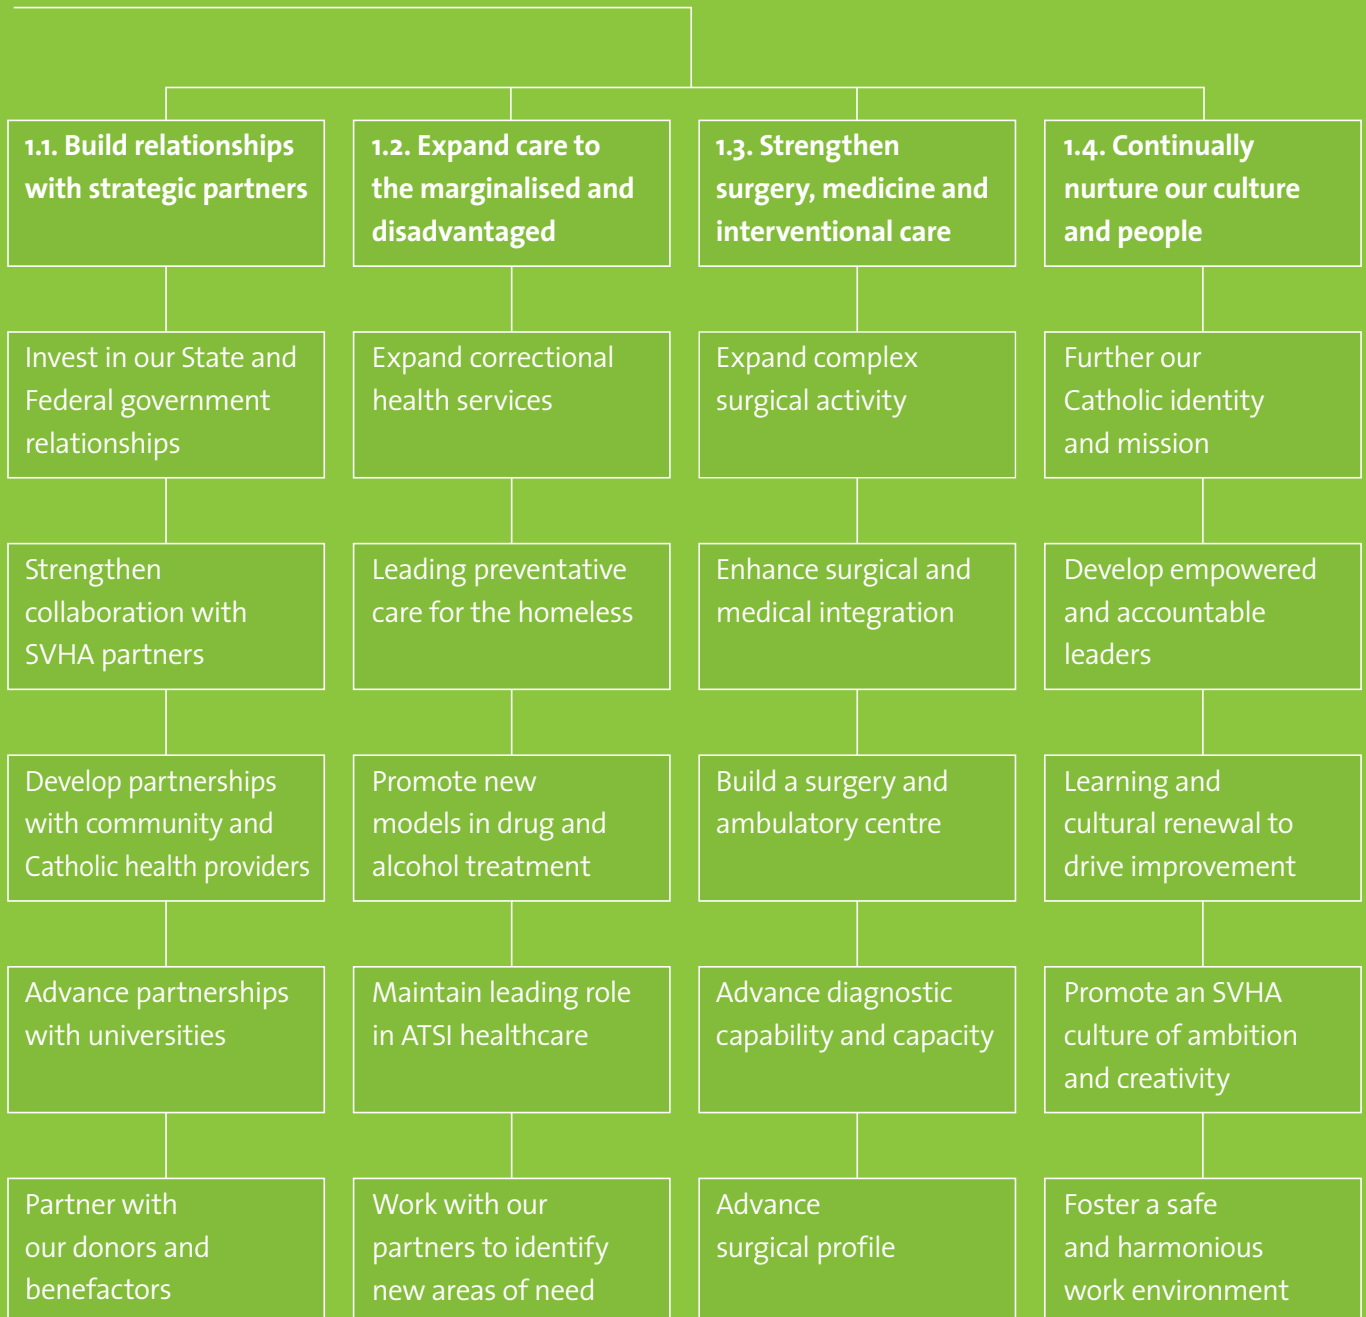 1.1. Build relationships
with strategic partners
Invest in our State and
Federal government
relationships
Strengthen
collaboration with
SVHA partners
Develop partnerships
with community and
Catholic health providers
Advance partnerships
with universities
Partner with
our donors and
benefactors
1.2. Expand care to
the marginalised and
disadvantaged
Expand correctional
health services
Leading preventative
care for the homeless
Promote new
models in drug and
alcohol treatment
Maintain leading role
in ATSI healthcare
Work with our
partners to identify
new areas of need
1.3. Strengthen
surgery, medicine and
interventional care
Expand complex
surgical activity
Enhance surgical and
medical integration
Build a surgery and
ambulatory centre
Advance diagnostic
capability and capacity
Advance
surgical profile
1.4. Continually
nurture our culture
and people
Further our
Catholic identity
and mission
Develop empowered
and accountable
leaders
Learning and
cultural renewal to
drive improvement
Promote an SVHA
culture of ambition
and creativity
Foster a safe
and harmonious
work environment